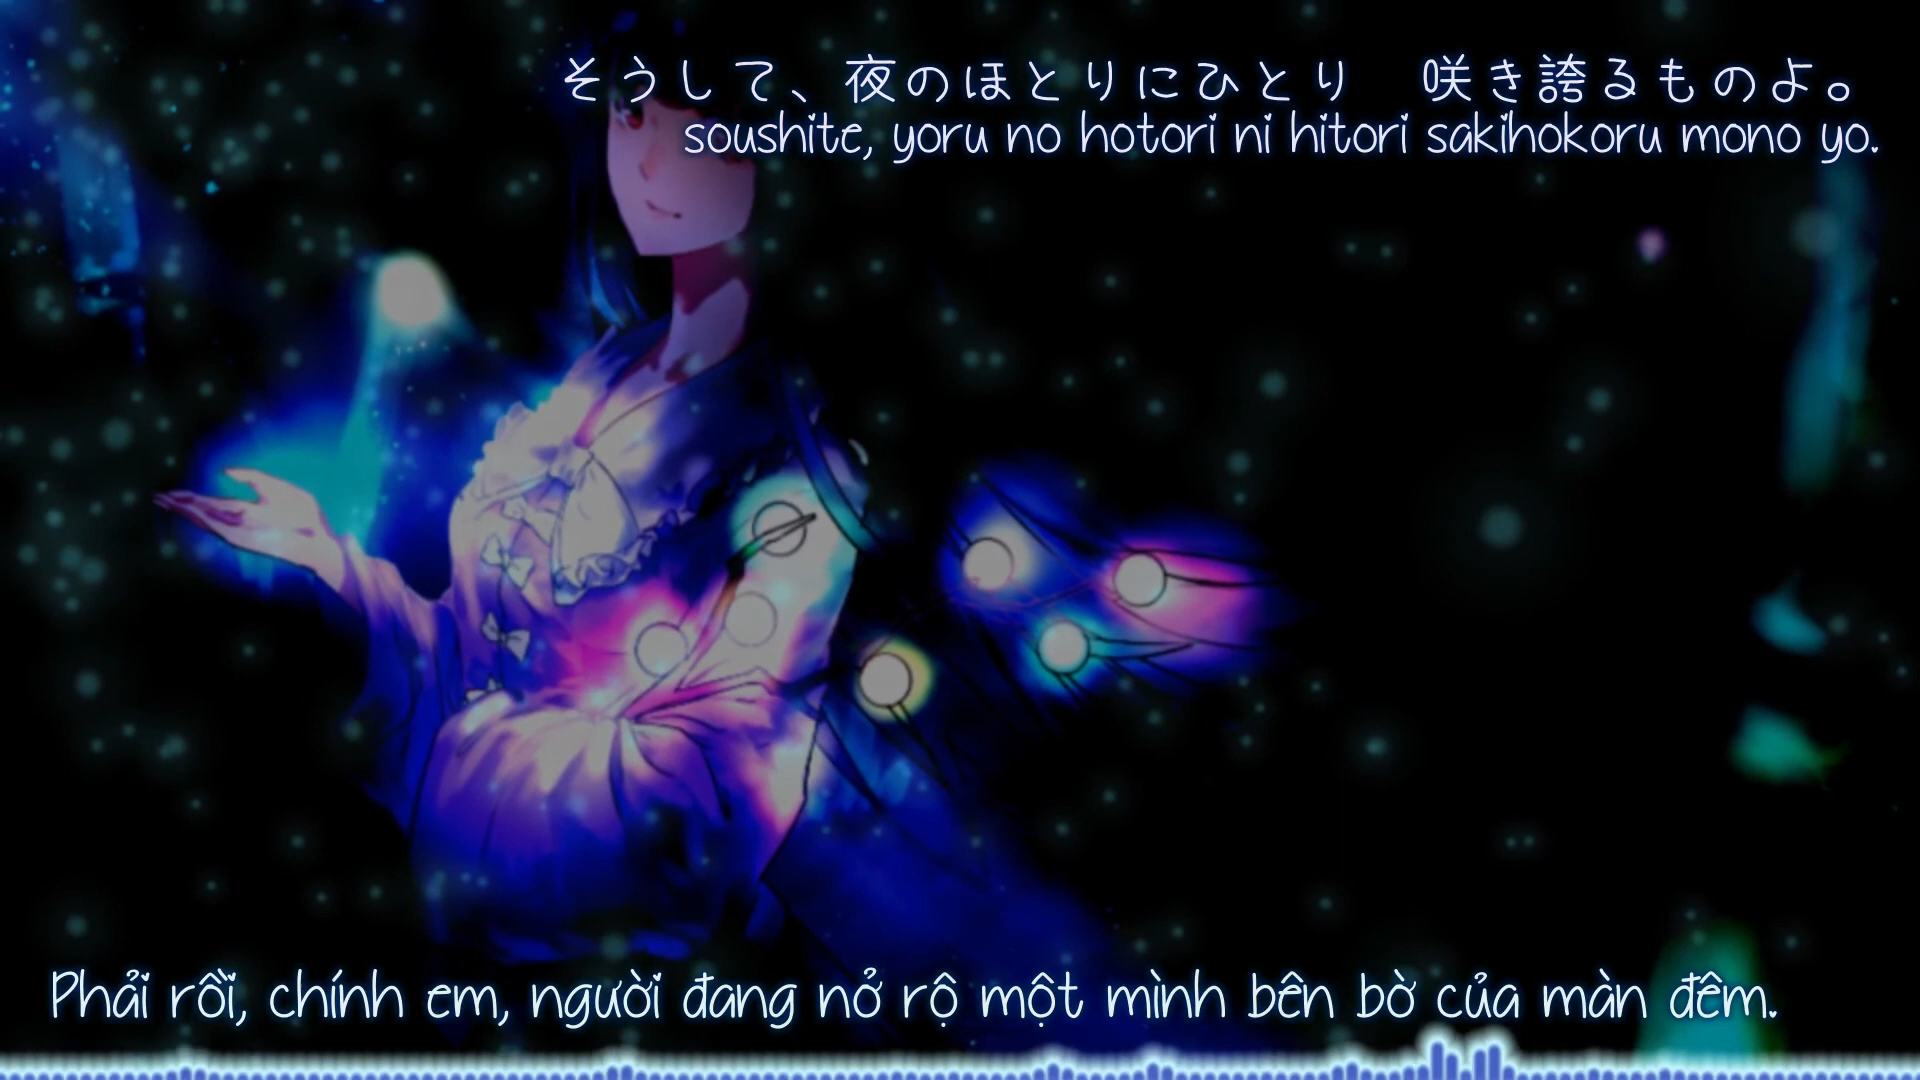 そうして、夜のほとりにひとり　咲き誇るものよ。
soushite, yoru no hotori ni hitori sakihokoru mono yo.
Phải rồi, chính em, người đang nở rộ một mình bên bờ của màn đêm.